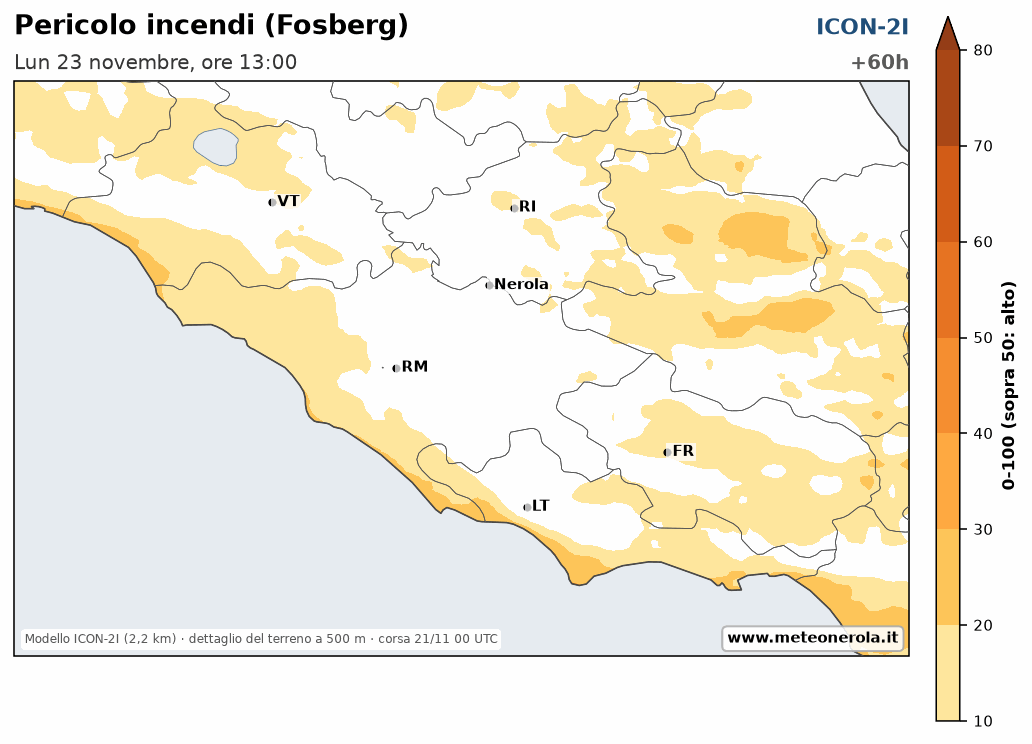 Pericolo incendi (Fosberg)
ICON-2I
Lun 23 novembre, ore 13:00
+60h
VT
RI
Nerola
RM
FR
LT
Modello ICON-2I (2,2 km) · dettaglio del terreno a 500 m · corsa 21/11 00 UTC
www.meteonerola.it
80
70
60
50
40
30
20
10
0-100 (sopra 50: alto)